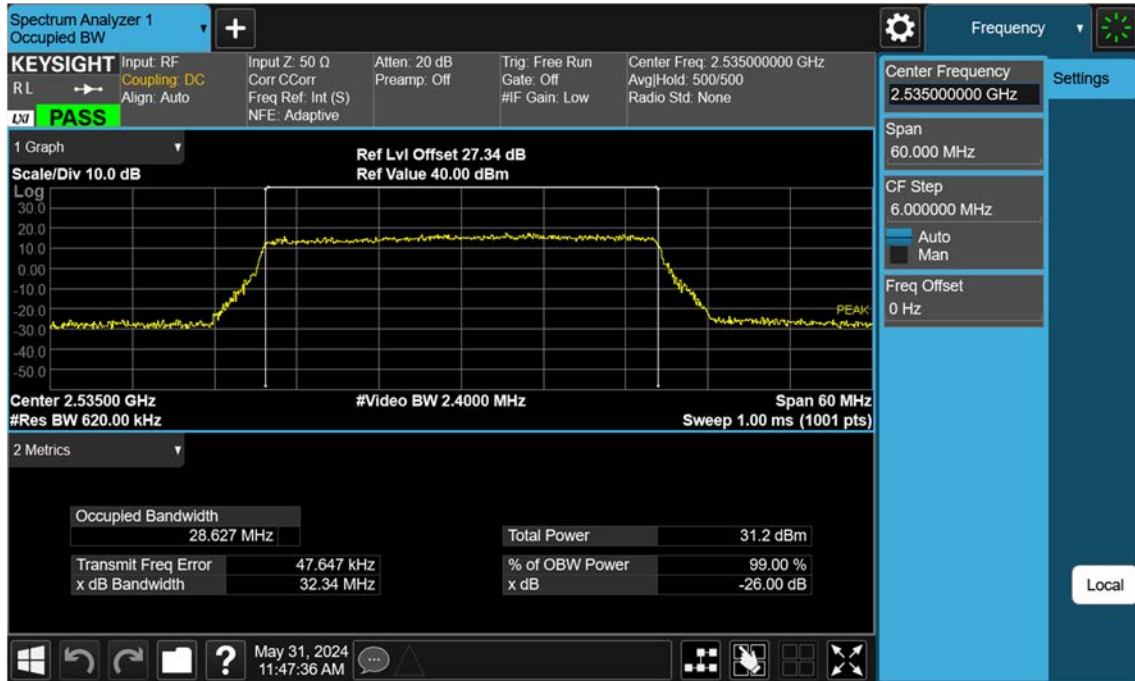 Spectrum Analyzer 1
Occupied BW
+
Frequency
KEYSIGHT
RL
LXI
PASS
Input: RF
Coupling: DC
Align: Auto
Input Z: 50 Ω
Corr CCorr
Freq Ref: Int (S)
NFE: Adaptive
Atten: 20 dB
Preamp: Off
Trig: Free Run
Gate: Off
#IF Gain: Low
Center Freq: 2.535000000 GHz
Avg|Hold: 500/500
Radio Std: None
Center Frequency
2.535000000 GHz
Settings
Span
60.000 MHz
CF Step
6.000000 MHz
Auto
Man
Freq Offset
0 Hz
Local
1 Graph
Scale/Div 10.0 dB
Ref Lvl Offset 27.34 dB
Ref Value 40.00 dBm
Log
30.0
20.0
10.0
0.00
-10.0
-20.0
-30.0
-40.0
-50.0
PEAK
Center 2.53500 GHz
#Video BW 2.4000 MHz
Span 60 MHz
#Res BW 620.00 kHz
Sweep 1.00 ms (1001 pts)
2 Metrics
Occupied Bandwidth
28.627 MHz
Total Power 31.2 dBm
Transmit Freq Error 47.647 kHz
% of OBW Power 99.00 %
x dB Bandwidth 32.34 MHz
x dB -26.00 dB
?
May 31, 2024
11:47:36 AM